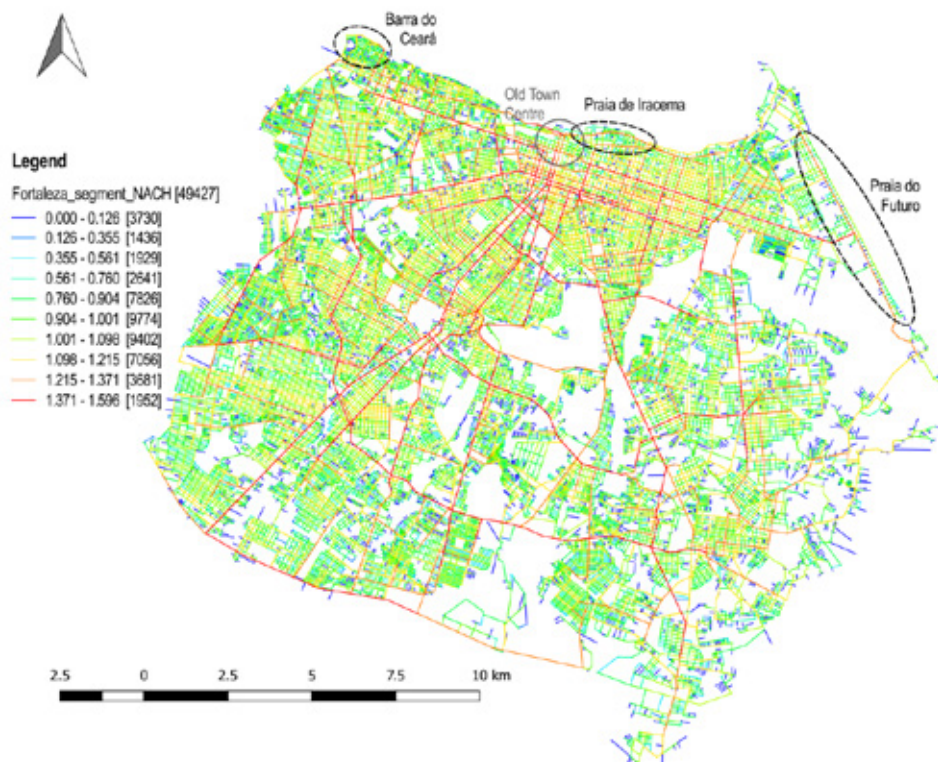 Barra do
Ceará
Old Town
Centre
Praia de Iracema
Praia do
Futuro
Legend
Fortaleza_segment_NACH [49427]
0.000 - 0.126 [3730]
0.126 - 0.355 [1436]
0.355 - 0.561 [1929]
0.561 - 0.760 [2641]
0.760 - 0.904 [7826]
0.904 - 1.001 [9774]
1.001 - 1.098 [9402]
1.098 - 1.215 [7056]
1.215 - 1.371 [3681]
1.371 - 1.596 [1952]
2.5 0 2.5 5 7.5 10 km